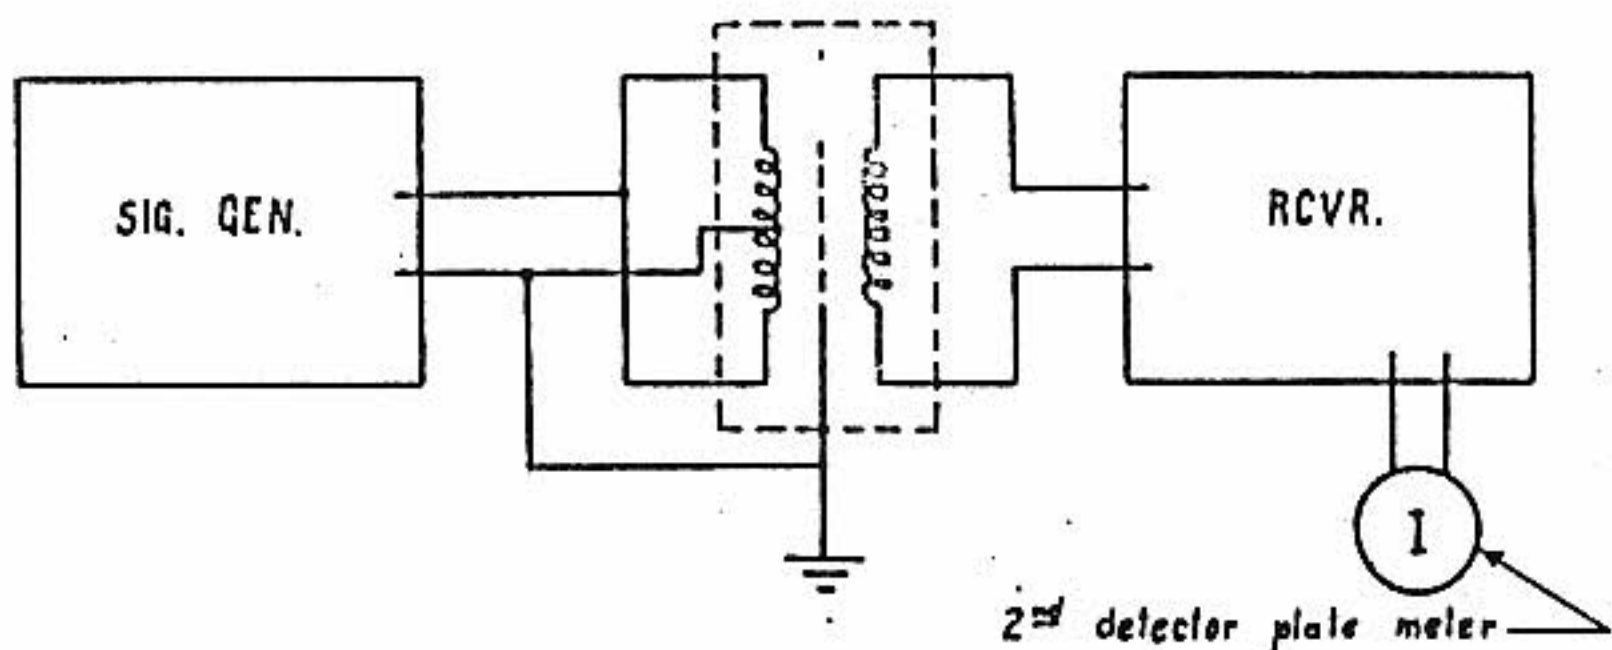 SIG. GEN.
RCVR.
I
2nd detector plate meter